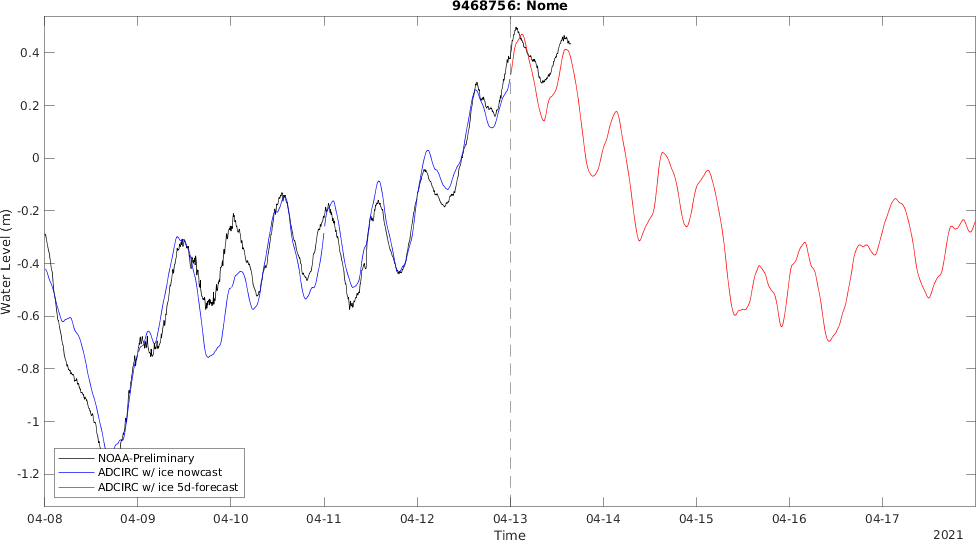 9468756: Nome
0.4
0.2
0
-0.2
-0.4
-0.6
-0.8
-1
-1.2
Water Level (m)
NOAA-Preliminary
ADCIRC w/ ice nowcast
ADCIRC w/ ice 5d-forecast
04-08 04-09 04-10 04-11 04-12 04-13 04-14 04-15 04-16 04-17
Time
2021